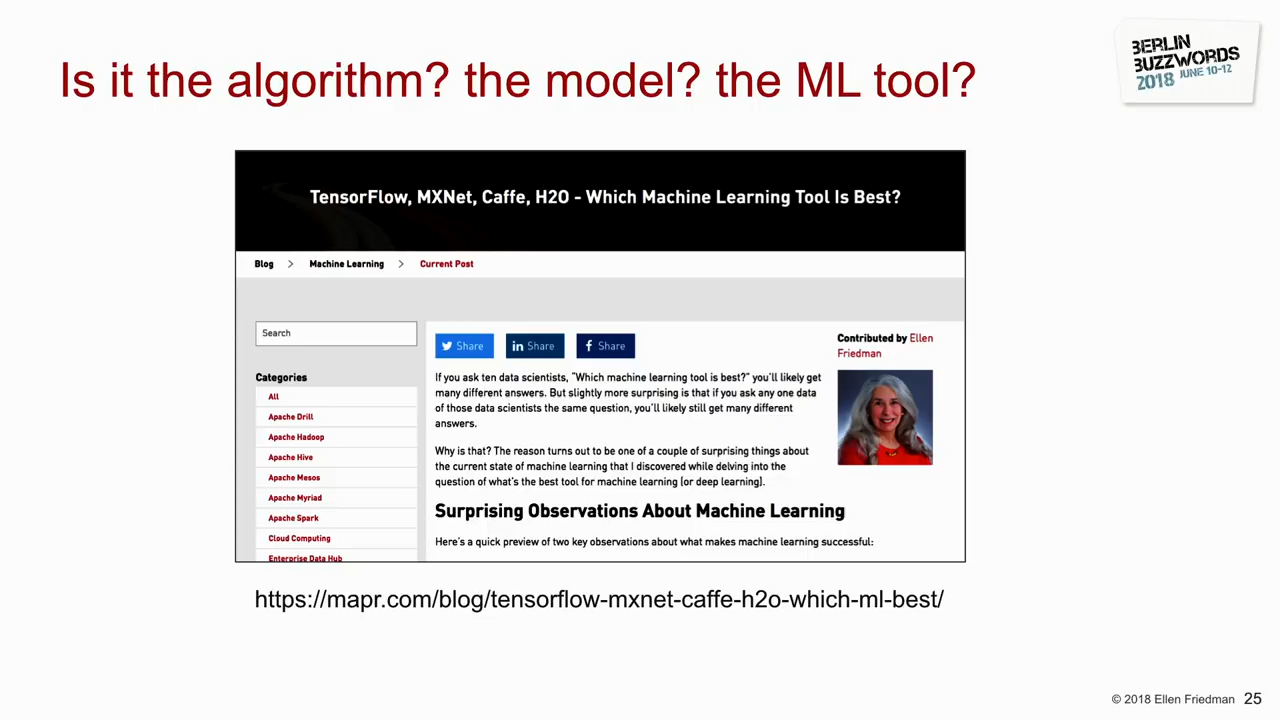 Is it the algorithm? the model? the ML tool?
BERLIN
BUZZWORDS
2018 JUNE 10-12
TensorFlow, MXNet, Caffe, H2O - Which Machine Learning Tool Is Best?
Blog > Machine Learning > Current Post
Search
Categories
All
Apache Drill
Apache Hadoop
Apache Hive
Apache Mesos
Apache Myriad
Apache Spark
Cloud Computing
Enterprise Data Hub
Share
in Share
f Share
If you ask ten data scientists, "Which machine learning tool is best?" you'll likely get
many different answers. But slightly more surprising is that if you ask any one data
of those data scientists the same question, you'll likely still get many different
answers.
Why is that? The reason turns out to be one of a couple of surprising things about
the current state of machine learning that I discovered while delving into the
question of what's the best tool for machine learning (or deep learning).
Surprising Observations About Machine Learning
Here's a quick preview of two key observations about what makes machine learning successful:
Contributed by Ellen
Friedman
https://mapr.com/blog/tensorflow-mxnet-caffe-h2o-which-ml-best/
© 2018 Ellen Friedman 25